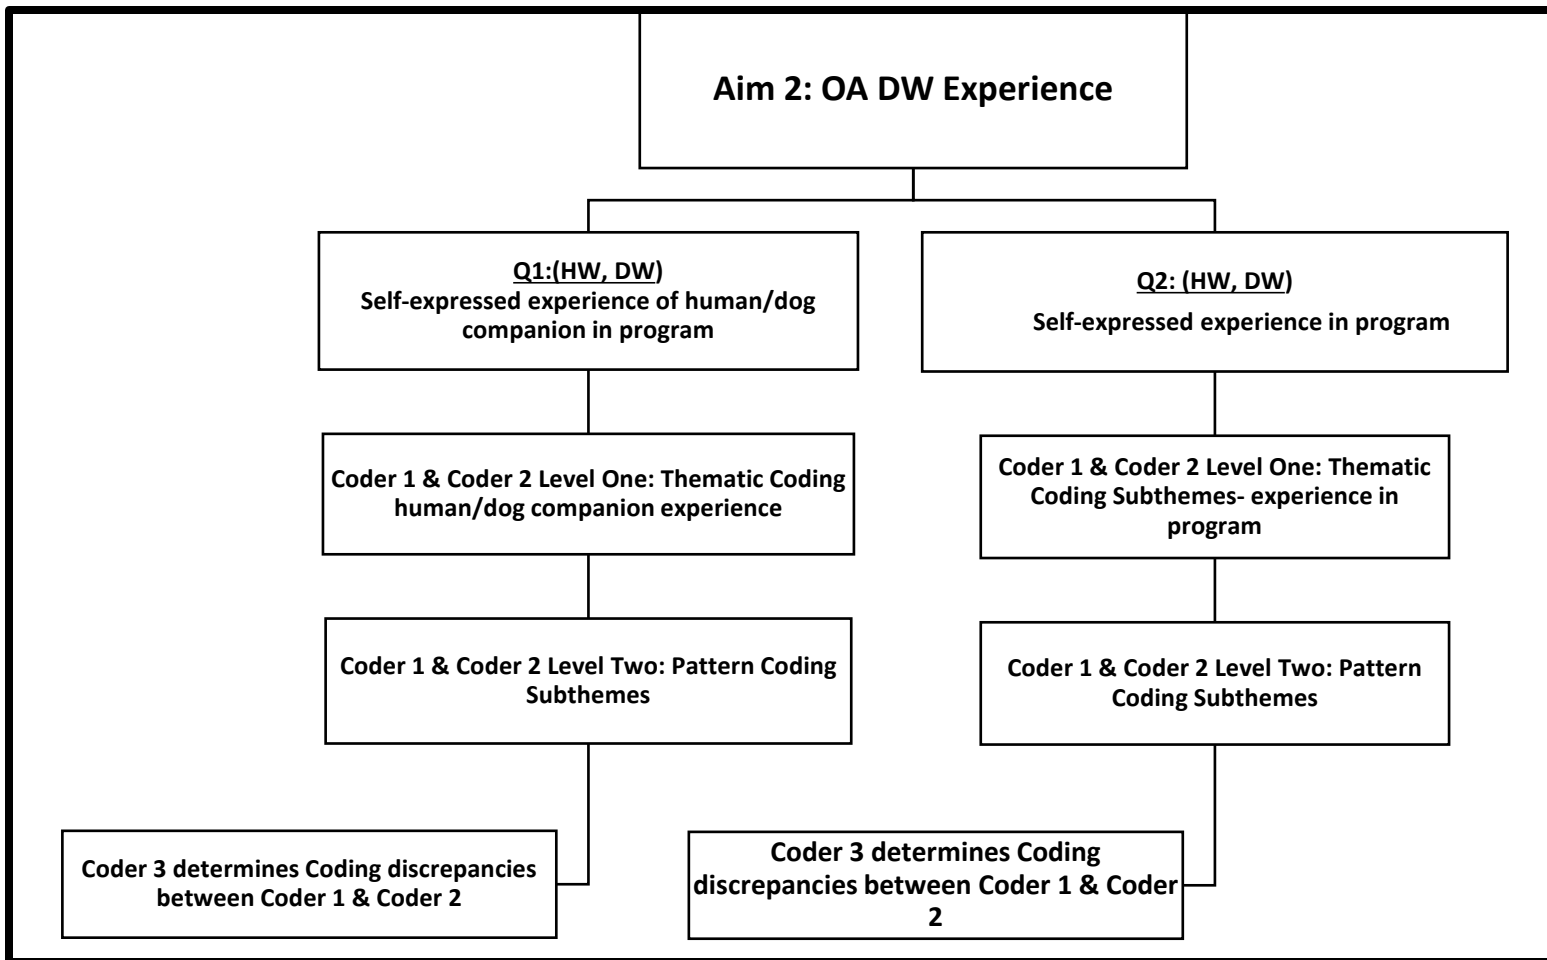 Aim 2: OA DW Experience
Q1:(HW, DW)
Self-expressed experience of human/dog
companion in program
Q2: (HW, DW)
Self-expressed experience in program
Coder 1 & Coder 2 Level One: Thematic Coding
human/dog companion experience
Coder 1 & Coder 2 Level One: Thematic
Coding Subthemes- experience in
program
Coder 1 & Coder 2 Level Two: Pattern Coding
Subthemes
Coder 1 & Coder 2 Level Two: Pattern
Coding Subthemes
Coder 3 determines Coding discrepancies
between Coder 1 & Coder 2
Coder 3 determines Coding
discrepancies between Coder 1 & Coder
2